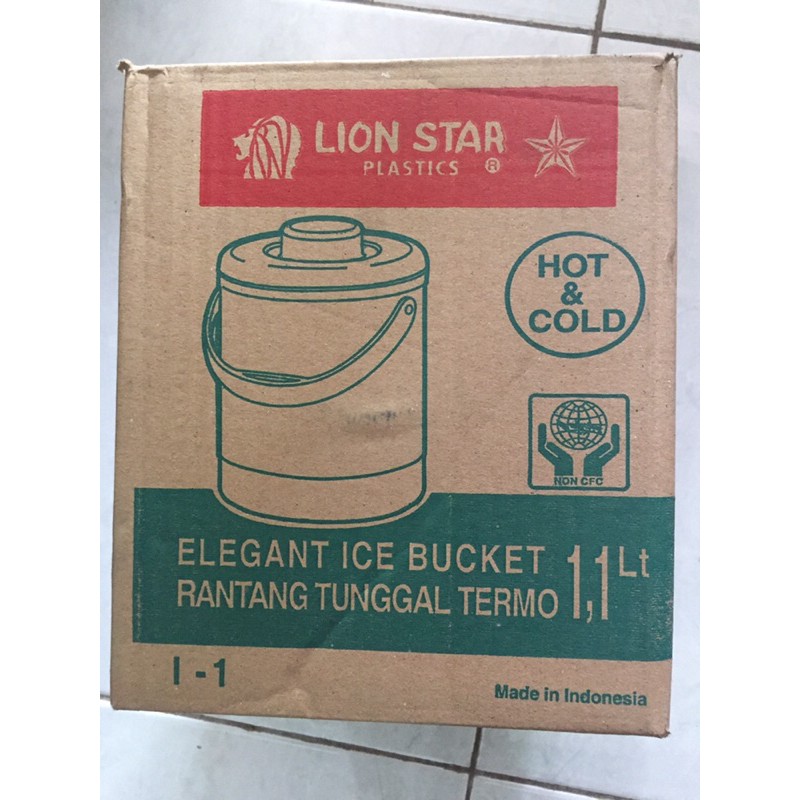 LION STAR
PLASTICS ®
HOT
&
COLD
NON CFC
ELEGANT ICE BUCKET 1,1 Lt
RANTANG TUNGGAL TERMO
I - 1
Made in Indonesia